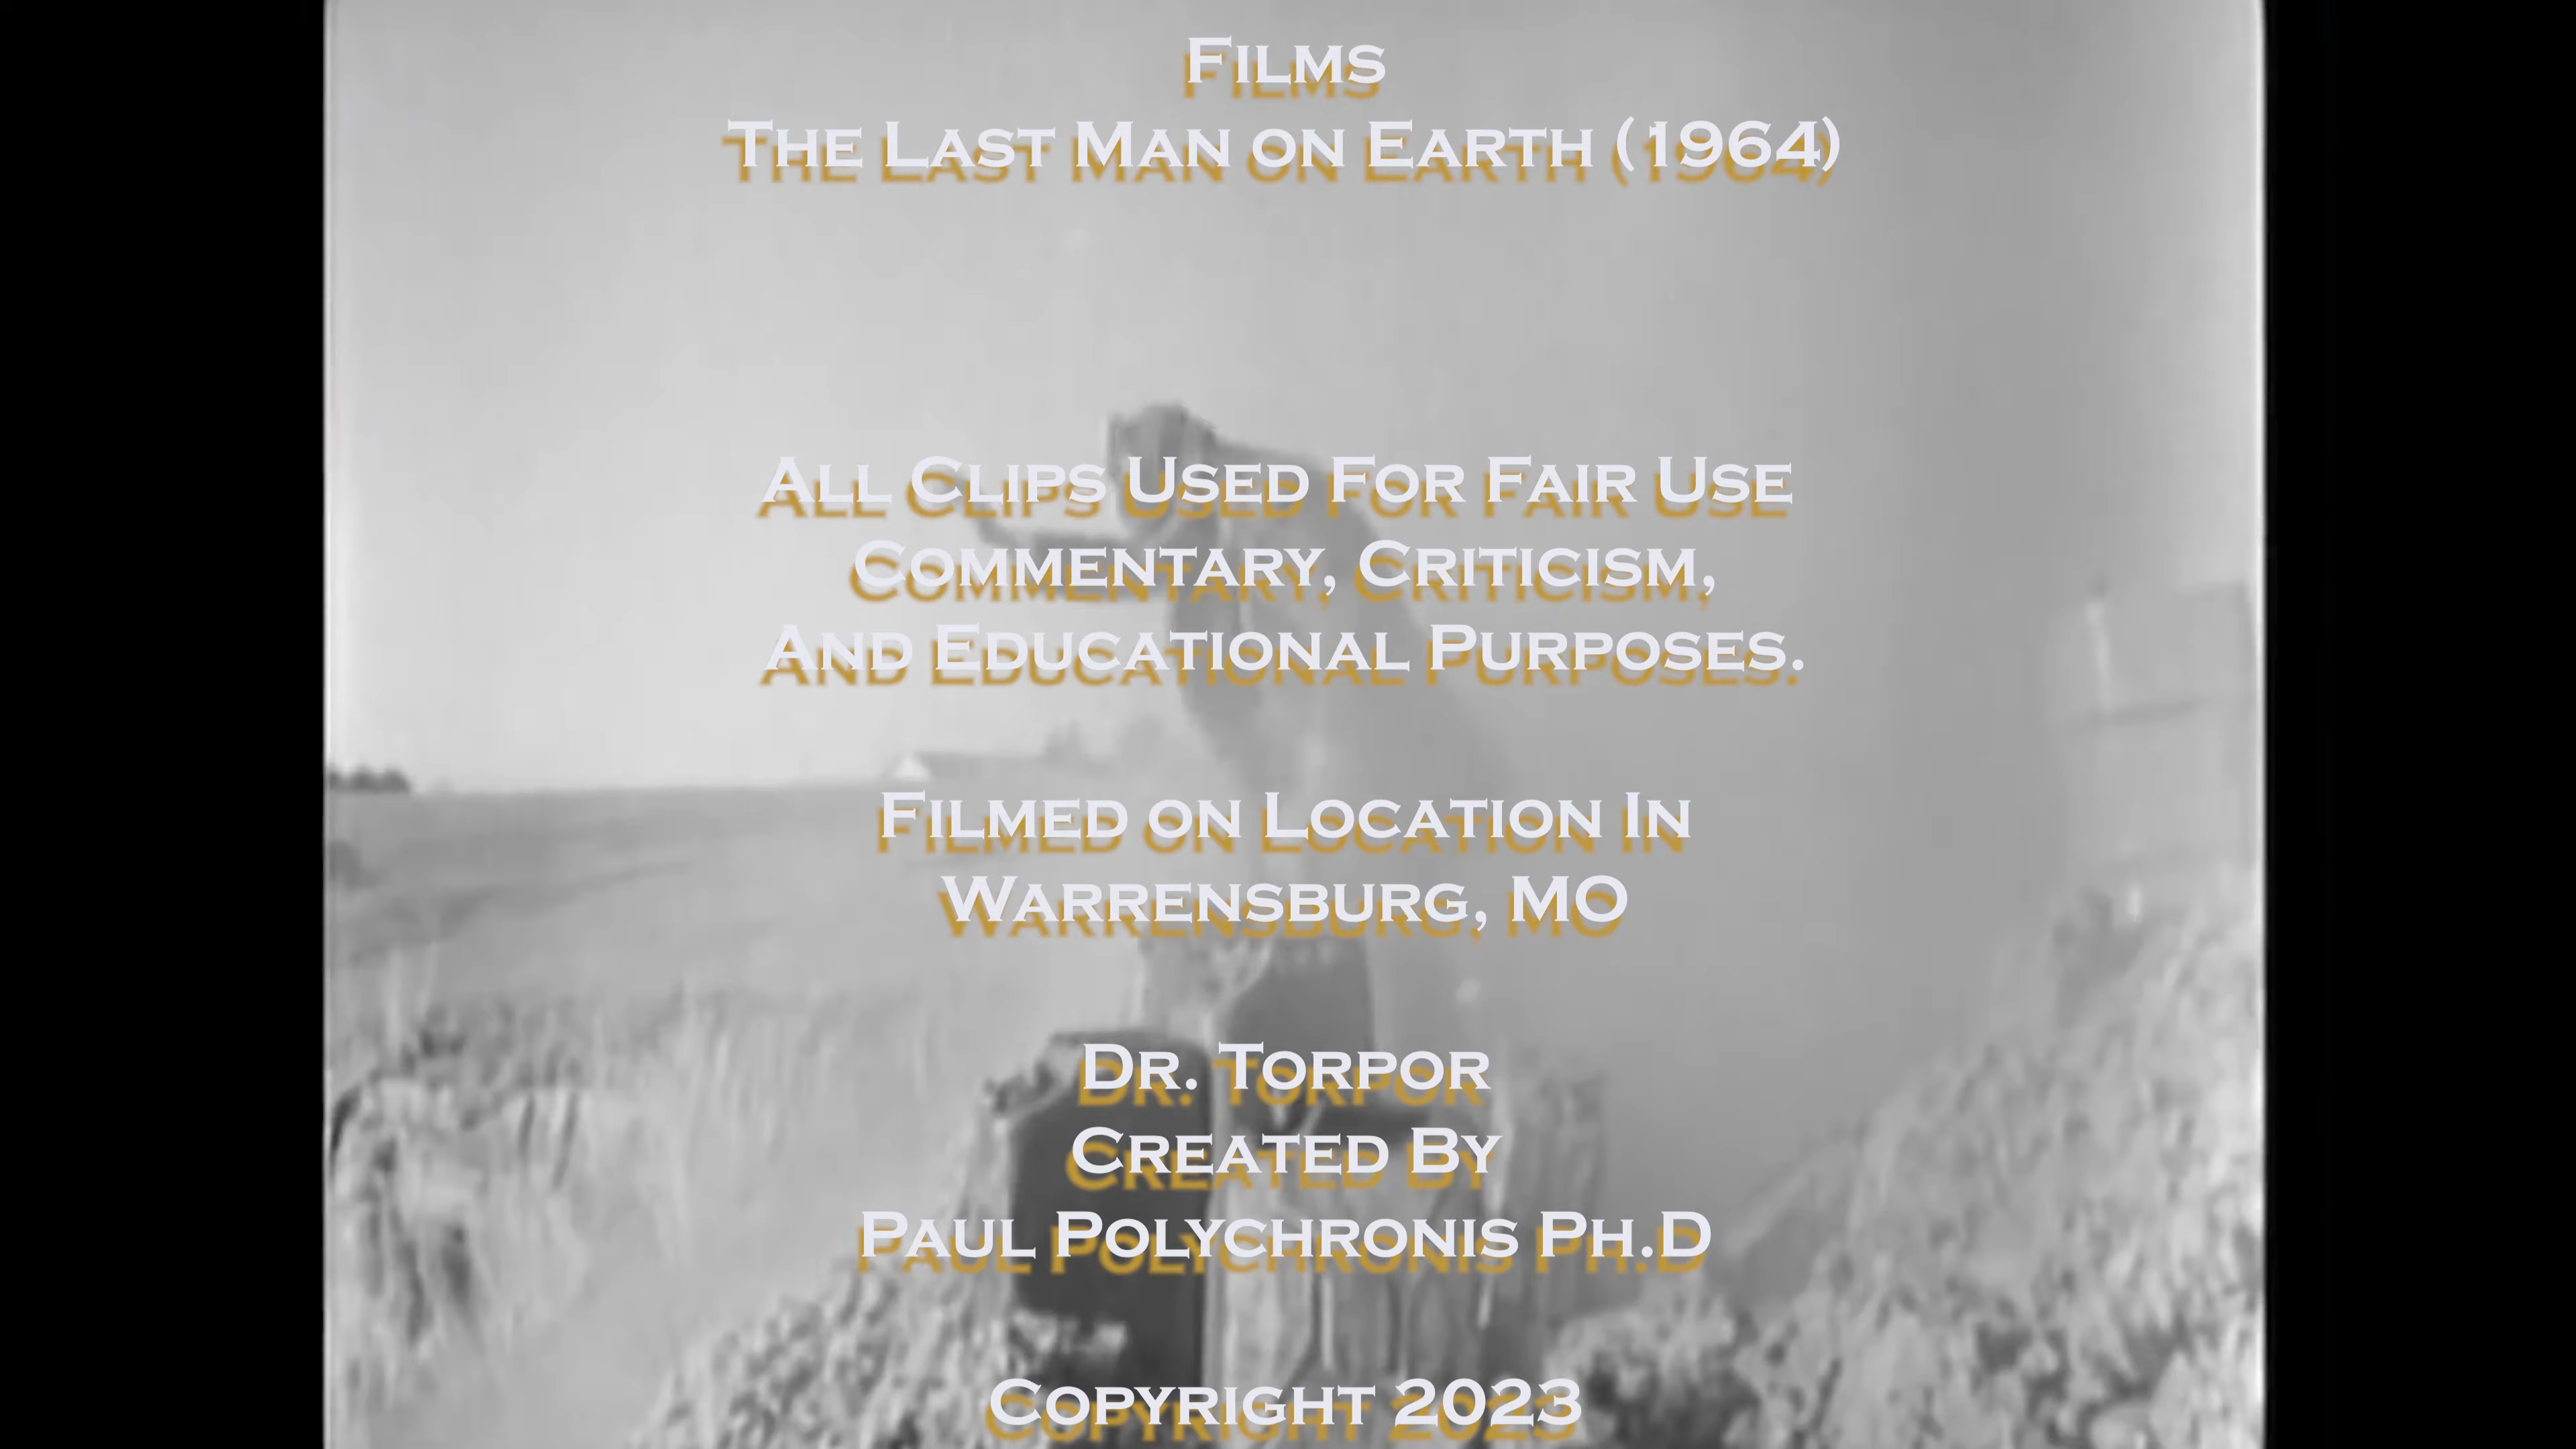 Films
The Last Man on Earth (1964)
All Clips Used For Fair Use
Commentary, Criticism,
And Educational Purposes.
Filmed on Location In
Warrensburg, MO
Dr. Torpor
Created By
Paul Polychronis Ph.D
Copyright 2023